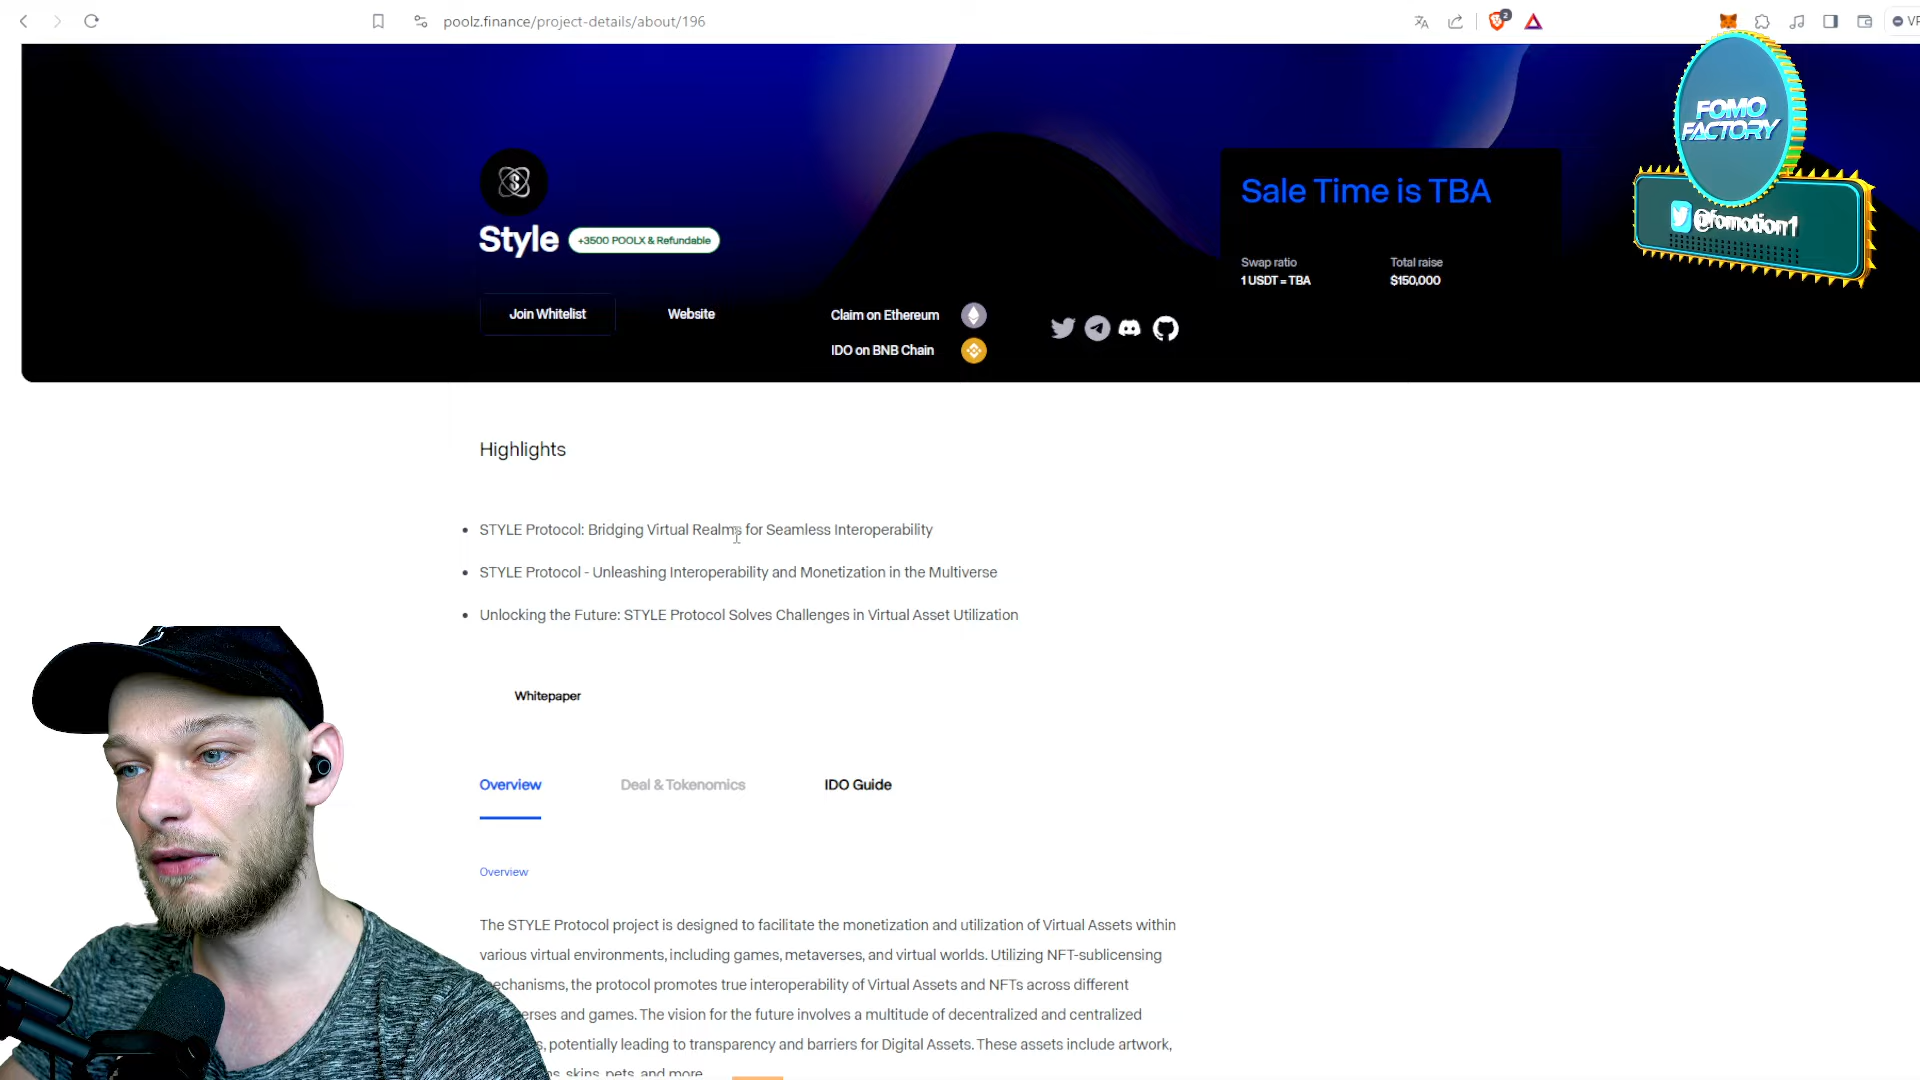 poolz.finance/project-details/about/196
2
VP
FOMO
FACTORY
@fomotion1
Sale Time is TBA
Style
+3500 POOLX & Refundable
Swap ratio
Total raise
1 USDT = TBA
$150,000
Join Whitelist
Website
Claim on Ethereum
IDO on BNB Chain
Highlights
STYLE Protocol: Bridging Virtual Realms for Seamless Interoperability
STYLE Protocol - Unleashing Interoperability and Monetization in the Multiverse
Unlocking the Future: STYLE Protocol Solves Challenges in Virtual Asset Utilization
Whitepaper
Overview
Deal & Tokenomics
IDO Guide
Overview
The STYLE Protocol project is designed to facilitate the monetization and utilization of Virtual Assets within
various virtual environments, including games, metaverses, and virtual worlds. Utilizing NFT-sublicensing
echanisms, the protocol promotes true interoperability of Virtual Assets and NFTs across different
erses and games. The vision for the future involves a multitude of decentralized and centralized
s, potentially leading to transparency and barriers for Digital Assets. These assets include artwork,
ns, skins, pets, and more.